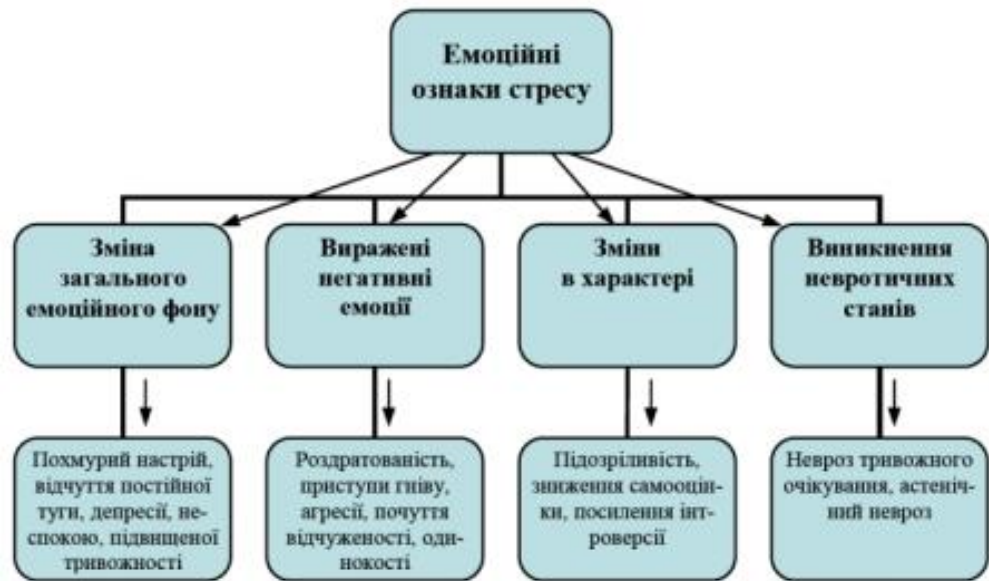 Емоційні
ознаки стресу
Зміна
загального
емоційного фону
Виражені
негативні
емоції
Зміни
в характері
Виникнення
невротичних
станів
Похмурий настрій,
відчуття постійної
туги, депресії, не-
спокою, підвищеної
тривожності
Роздратованість,
приступи гніву,
агресії, почуття
відчуженості, оди-
нокості
Підозріливість,
зниження самооцін-
ки, посилення інт-
роверсії
Невроз тривожного
очікування, астеніч-
ний невроз